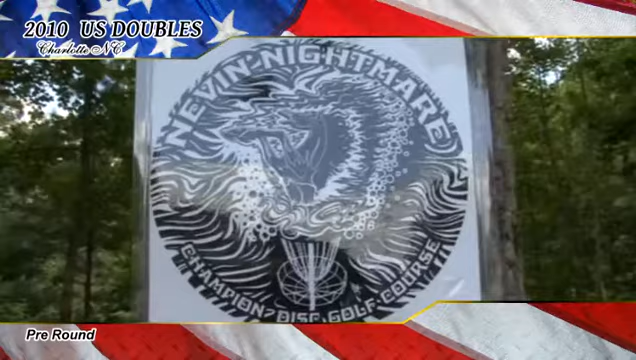 2010 US DOUBLES
Charlotte NC
NEVIN·NIGHTMARE
CHAMPION? DISC·GOLF·COURSE
Pre Round